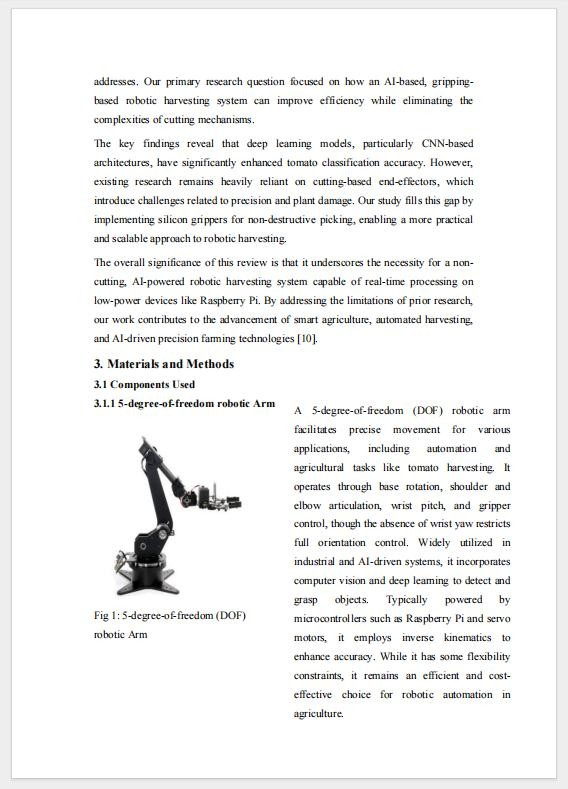 addresses. Our primary research question focused on how an AI-based, gripping-
based robotic harvesting system can improve efficiency while eliminating the
complexities of cutting mechanisms.
The key findings reveal that deep learning models, particularly CNN-based
architectures, have significantly enhanced tomato classification accuracy. However,
existing research remains heavily reliant on cutting-based end-effectors, which
introduce challenges related to precision and plant damage. Our study fills this gap by
implementing silicon grippers for non-destructive picking, enabling a more practical
and scalable approach to robotic harvesting.
The overall significance of this review is that it underscores the necessity for a non-
cutting, AI-powered robotic harvesting system capable of real-time processing on
low-power devices like Raspberry Pi. By addressing the limitations of prior research,
our work contributes to the advancement of smart agriculture, automated harvesting,
and AI-driven precision farming technologies [10].
3. Materials and Methods
3.1 Components Used
3.1.1 5-degree-of-freedom robotic Arm
Fig 1: 5-degree-of-freedom (DOF)
robotic Arm
A 5-degree-of-freedom (DOF) robotic arm
facilitates precise movement for various
applications, including automation and
agricultural tasks like tomato harvesting. It
operates through base rotation, shoulder and
elbow articulation, wrist pitch, and gripper
control, though the absence of wrist yaw restricts
full orientation control. Widely utilized in
industrial and AI-driven systems, it incorporates
computer vision and deep learning to detect and
grasp objects. Typically powered by
microcontrollers such as Raspberry Pi and servo
motors, it employs inverse kinematics to
enhance accuracy. While it has some flexibility
constraints, it remains an efficient and cost-
effective choice for robotic automation in
agriculture.